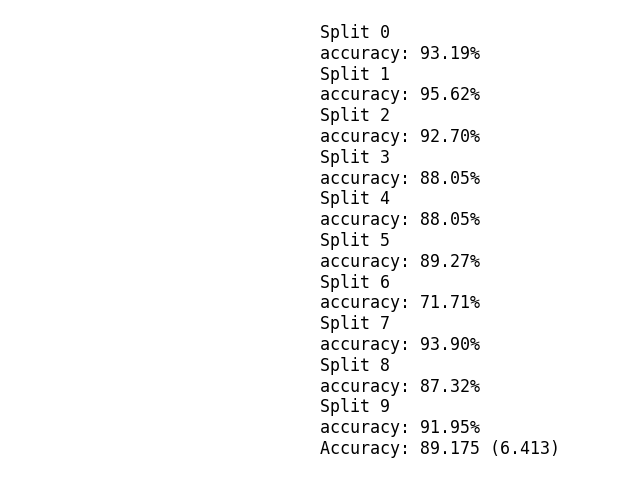 Split 0
accuracy: 93.19%
Split 1
accuracy: 95.62%
Split 2
accuracy: 92.70%
Split 3
accuracy: 88.05%
Split 4
accuracy: 88.05%
Split 5
accuracy: 89.27%
Split 6
accuracy: 71.71%
Split 7
accuracy: 93.90%
Split 8
accuracy: 87.32%
Split 9
accuracy: 91.95%
Accuracy: 89.175 (6.413)